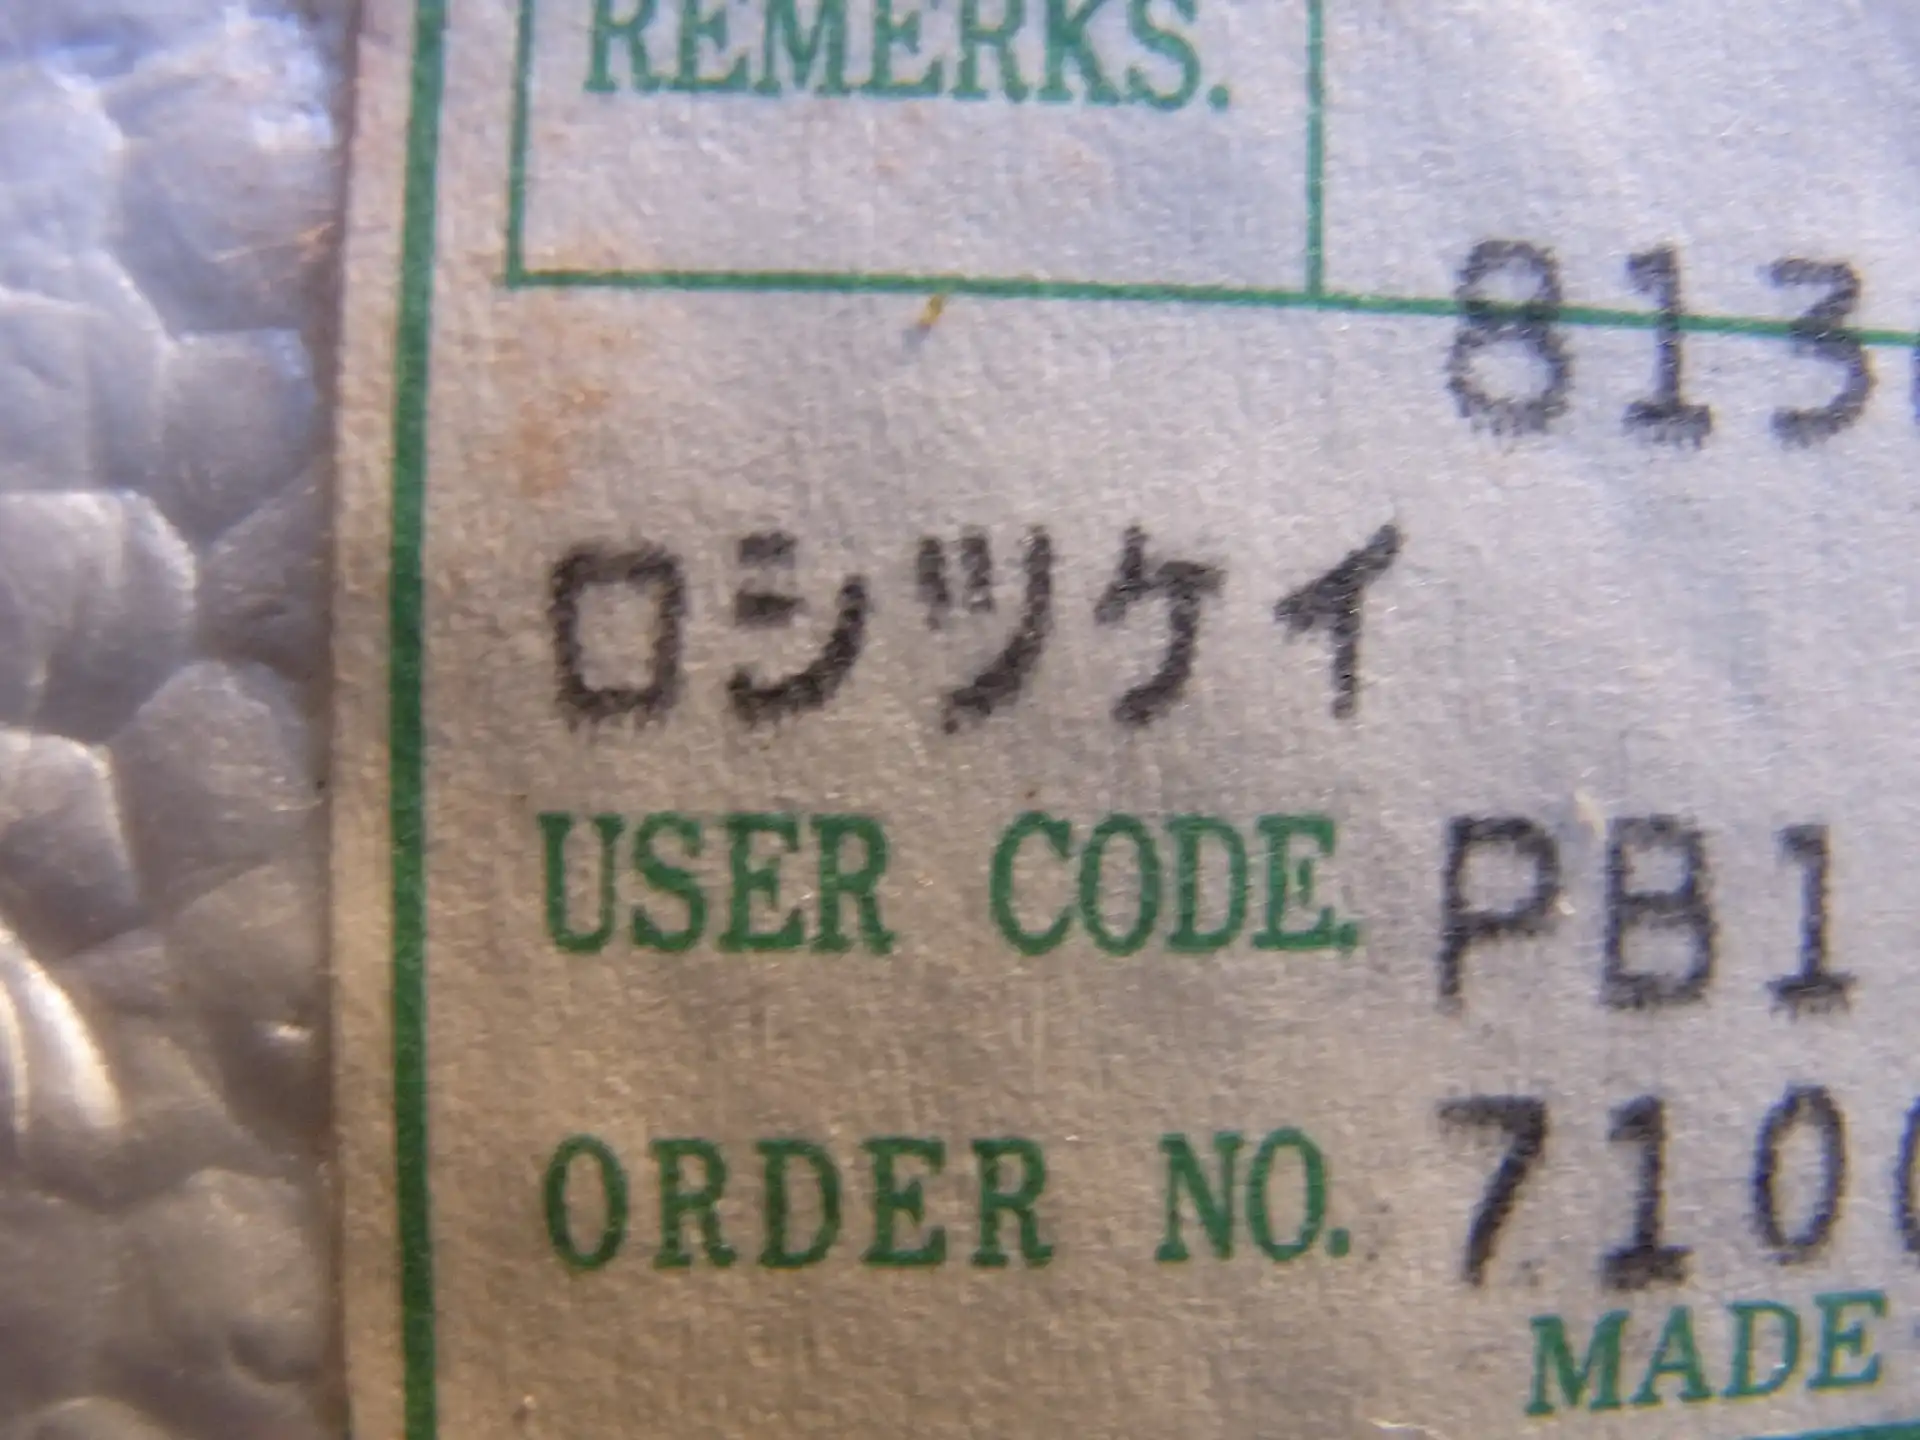 REMERKS.
813
ロシツケイ
USER CODE. PB1
ORDER NO. 710
MADE